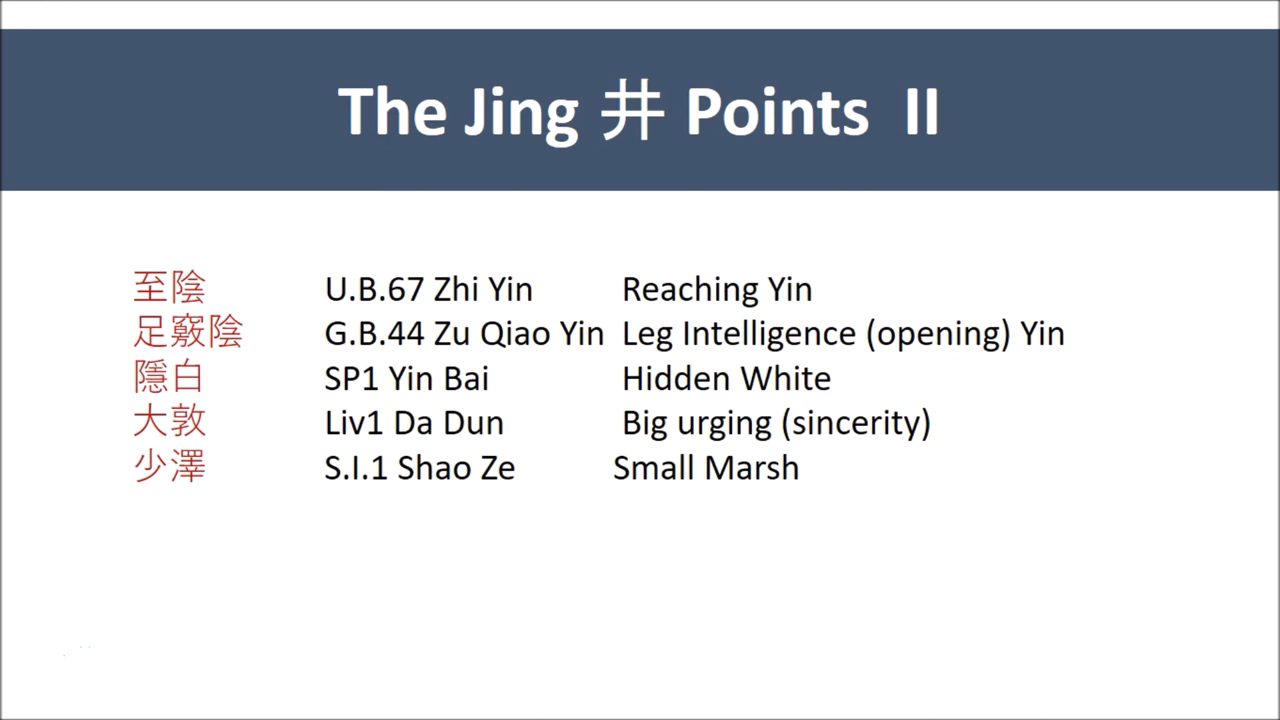 The Jing 井 Points II
至陰 U.B.67 Zhi Yin Reaching Yin
足竅陰 G.B.44 Zu Qiao Yin Leg Intelligence (opening) Yin
隱白 SP1 Yin Bai Hidden White
大敦 Liv1 Da Dun Big urging (sincerity)
少澤 S.I.1 Shao Ze Small Marsh